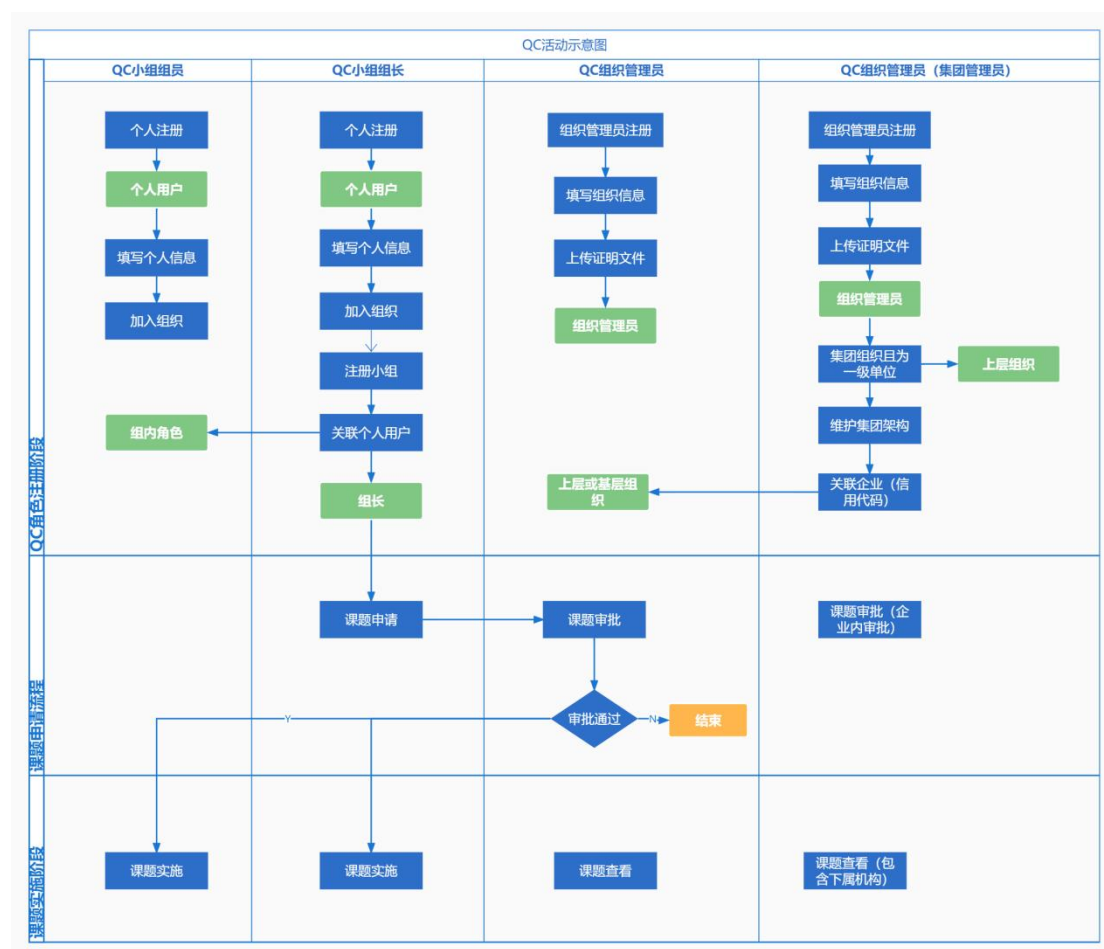 QC活动示意图
QC小组组员
QC小组组长
QC组织管理员
QC组织管理员（集团管理员）
QC角色注册阶段
个人注册
个人用户
填写个人信息
加入组织
组内角色
个人注册
个人用户
填写个人信息
加入组织
注册小组
关联个人用户
组长
组织管理员注册
填写组织信息
上传证明文件
组织管理员
上层或基层组
织
组织管理员注册
填写组织信息
上传证明文件
组织管理员
集团组织且为
一级单位
上层组织
维护集团架构
关联企业（信
用代码）
课题申请流程
课题申请
课题审批
课题审批（企
业内审批）
审批通过
Y
N
结束
课题实施阶段
课题实施
课题实施
课题查看
课题查看（包
含下属机构）